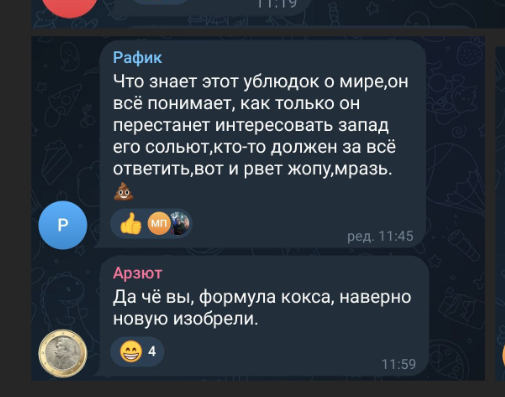 11:19
Рафик
Что знает этот ублюдок о мире,он
всё понимает, как только он
перестанет интересовать запад
его сольют,кто-то должен за всё
ответить,вот и рвет жопу,мразь.
💩
Р
👍 МП
ред. 11:45
Арзют
Да чё вы, формула кокса, наверно
новую изобрели.
😁 4
11:59